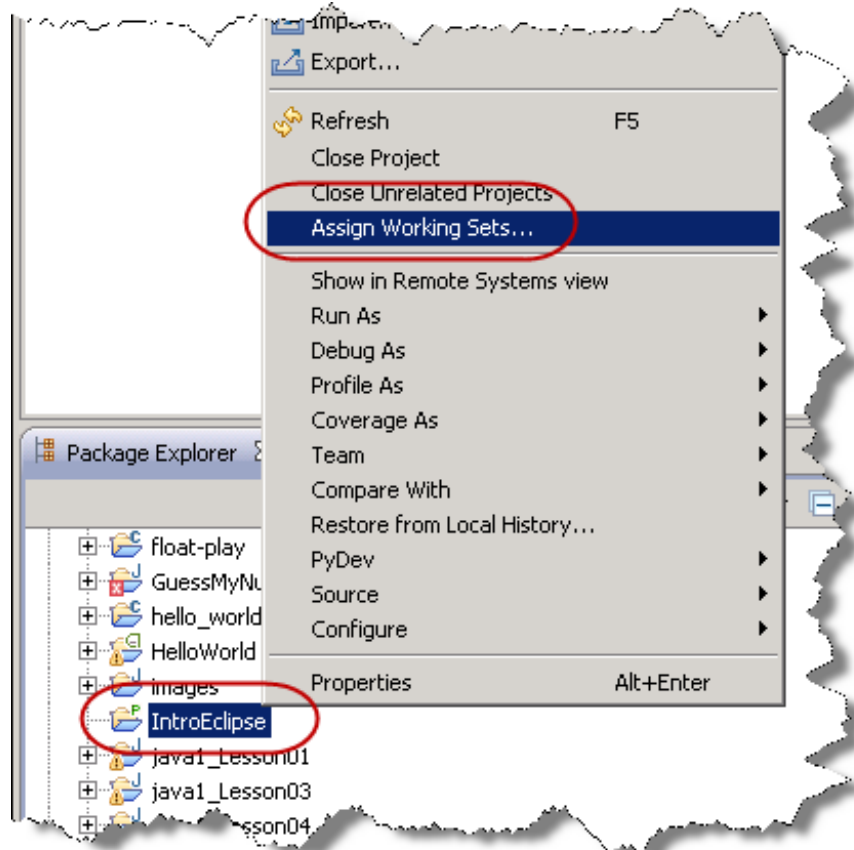 Export...
Refresh F5
Close Project
Close Unrelated Projects
Assign Working Sets...
Show in Remote Systems view
Run As
Debug As
Profile As
Coverage As
Team
Compare With
Restore from Local History...
PyDev
Source
Configure
Properties Alt+Enter
Package Explorer
float-play
GuessMyNu
hello_world
HelloWorld
images
IntroEclipse
java1_Lesson01
java1_Lesson03
sson04